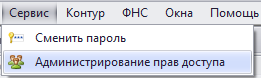 Сервис Контур ФНС Окна Помощь
Сменить пароль
Администрирование прав доступа